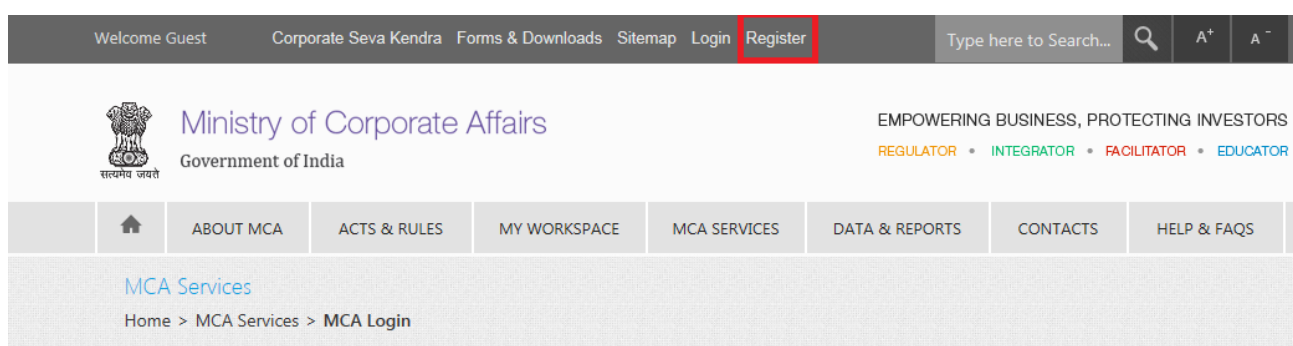 Welcome Guest Corporate Seva Kendra Forms & Downloads Sitemap Login Register Type here to Search... A+ A-
Ministry of Corporate Affairs
Government of India
सत्यमेव जयते
EMPOWERING BUSINESS, PROTECTING INVESTORS
REGULATOR • INTEGRATOR • FACILITATOR • EDUCATOR
ABOUT MCA ACTS & RULES MY WORKSPACE MCA SERVICES DATA & REPORTS CONTACTS HELP & FAQS
MCA Services
Home > MCA Services > MCA Login